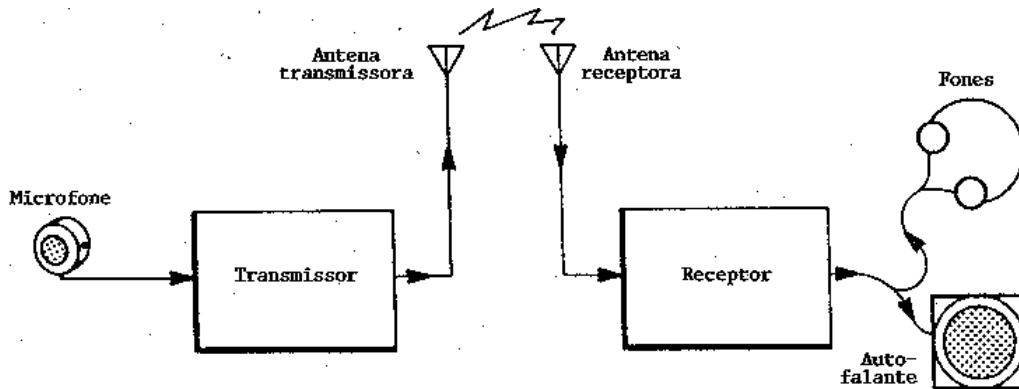 Antena
transmissora
Antena
receptora
Fones
Microfone
Transmissor
Receptor
Auto-
falante